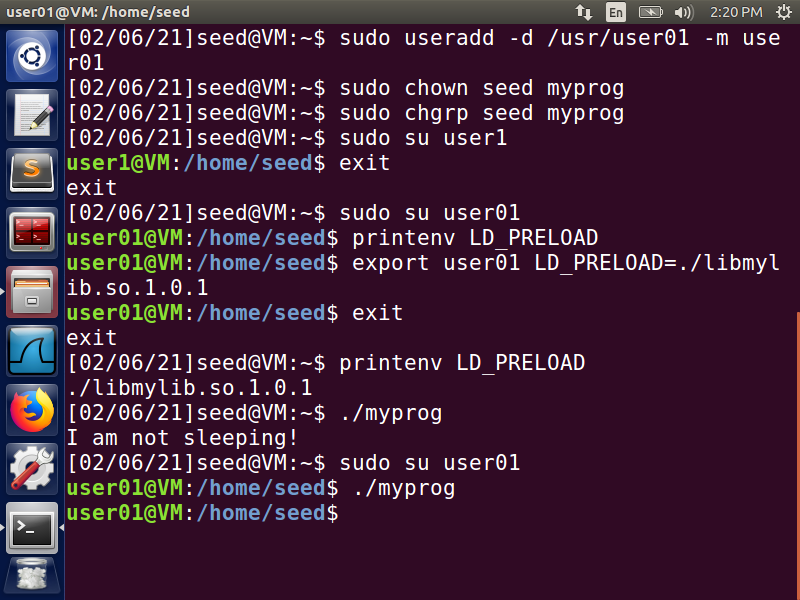 user01@VM: /home/seed
En
2:20 PM
[02/06/21]seed@VM:~$ sudo useradd -d /usr/user01 -m use
r01
[02/06/21]seed@VM:~$ sudo chown seed myprog
[02/06/21]seed@VM:~$ sudo chgrp seed myprog
[02/06/21]seed@VM:~$ sudo su user1
user1@VM:/home/seed$ exit
exit
[02/06/21]seed@VM:~$ sudo su user01
user01@VM:/home/seed$ printenv LD_PRELOAD
user01@VM:/home/seed$ export user01 LD_PRELOAD=./libmyl
ib.so.1.0.1
user01@VM:/home/seed$ exit
exit
[02/06/21]seed@VM:~$ printenv LD_PRELOAD
./libmylib.so.1.0.1
[02/06/21]seed@VM:~$ ./myprog
I am not sleeping!
[02/06/21]seed@VM:~$ sudo su user01
user01@VM:/home/seed$ ./myprog
user01@VM:/home/seed$